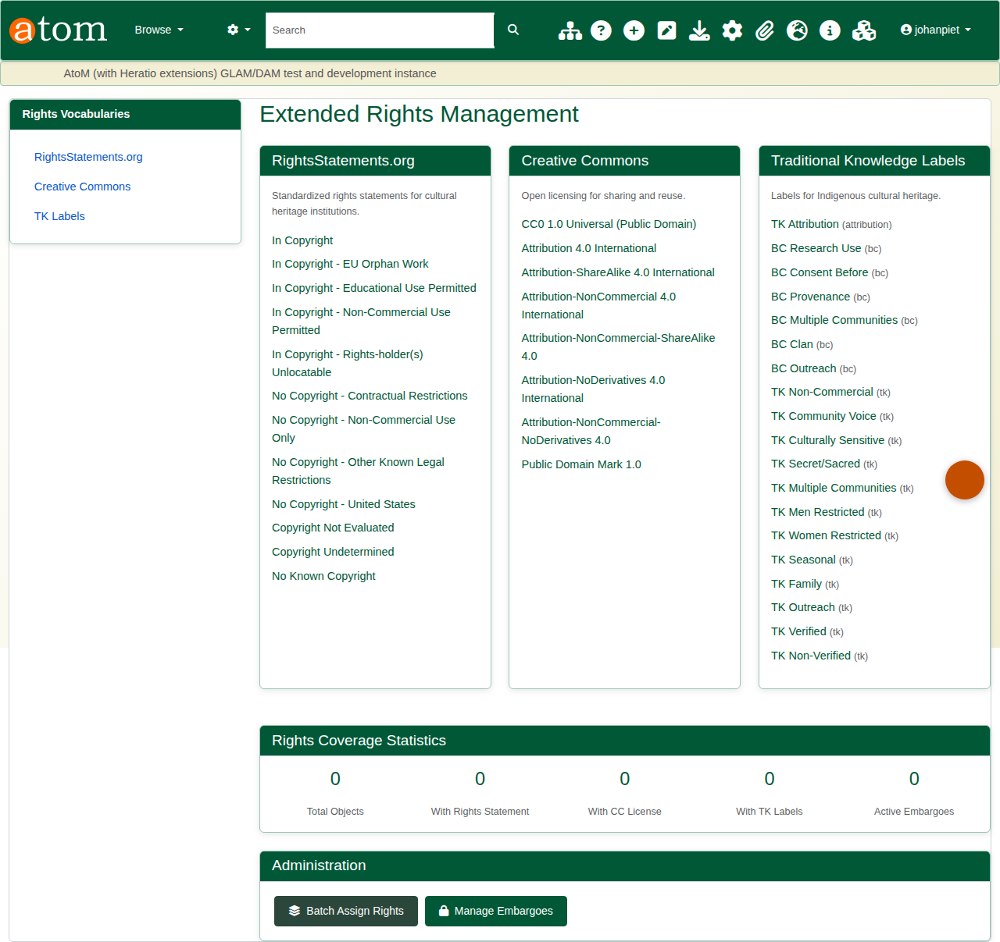 atom
Browse
Search
johanpiet
AtoM (with Heratio extensions) GLAM/DAM test and development instance
Rights Vocabularies
RightsStatements.org
Creative Commons
TK Labels
Extended Rights Management
RightsStatements.org
Standardized rights statements for cultural
heritage institutions.
In Copyright
In Copyright - EU Orphan Work
In Copyright - Educational Use Permitted
In Copyright - Non-Commercial Use
Permitted
In Copyright - Rights-holder(s)
Unlocatable
No Copyright - Contractual Restrictions
No Copyright - Non-Commercial Use
Only
No Copyright - Other Known Legal
Restrictions
No Copyright - United States
Copyright Not Evaluated
Copyright Undetermined
No Known Copyright
Creative Commons
Open licensing for sharing and reuse.
CC0 1.0 Universal (Public Domain)
Attribution 4.0 International
Attribution-ShareAlike 4.0 International
Attribution-NonCommercial 4.0
International
Attribution-NonCommercial-ShareAlike
4.0
Attribution-NoDerivatives 4.0
International
Attribution-NonCommercial-
NoDerivatives 4.0
Public Domain Mark 1.0
Traditional Knowledge Labels
Labels for Indigenous cultural heritage.
TK Attribution (attribution)
BC Research Use (bc)
BC Consent Before (bc)
BC Provenance (bc)
BC Multiple Communities (bc)
BC Clan (bc)
BC Outreach (bc)
TK Non-Commercial (tk)
TK Community Voice (tk)
TK Culturally Sensitive (tk)
TK Secret/Sacred (tk)
TK Multiple Communities (tk)
TK Men Restricted (tk)
TK Women Restricted (tk)
TK Seasonal (tk)
TK Family (tk)
TK Outreach (tk)
TK Verified (tk)
TK Non-Verified (tk)
Rights Coverage Statistics
0 0 0 0 0
Total Objects With Rights Statement With CC License With TK Labels Active Embargoes
Administration
Batch Assign Rights Manage Embargoes